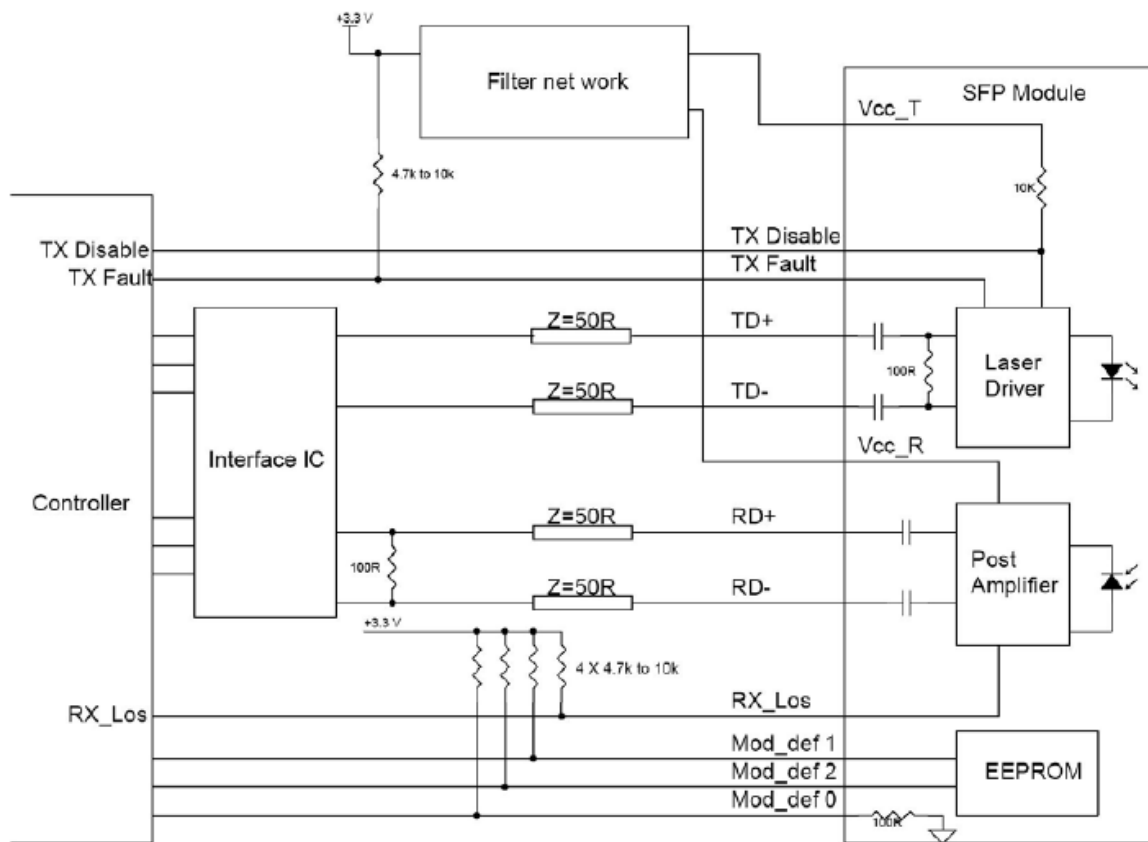 +3.3 V
Filter net work
SFP Module
Vcc_T
4.7k to 10k
10K
TX Disable
TX Disable
TX Fault
TX Fault
Z=50R
TD+
100R
Laser
Driver
Z=50R
TD-
Interface IC
Vcc_R
Controller
Z=50R
RD+
100R
Post
Amplifier
Z=50R
RD-
+3.3 V
4 X 4.7k to 10k
RX_Los
RX_Los
Mod_def 1
Mod_def 2
EEPROM
Mod_def 0
100R